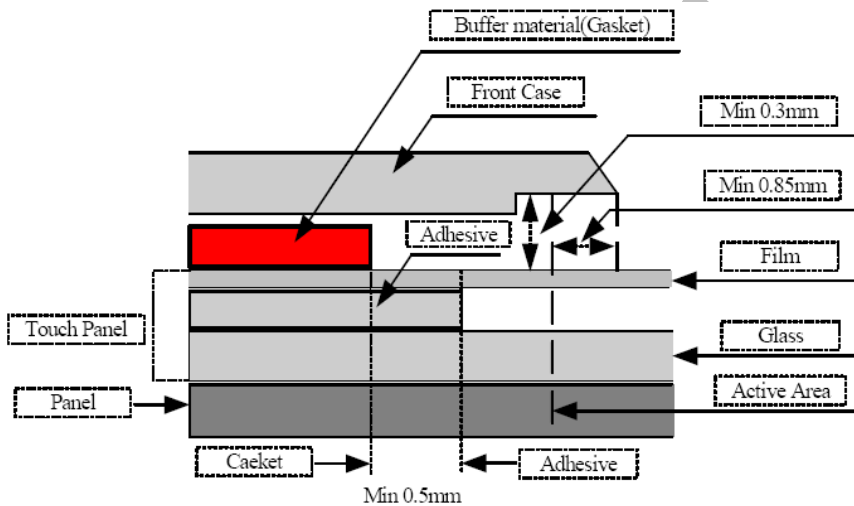 Buffer material(Gasket)
Front Case
Min 0.3mm
Min 0.85mm
Adhesive
Film
Touch Panel
Glass
Active Area
Panel
Caeket
Adhesive
Min 0.5mm